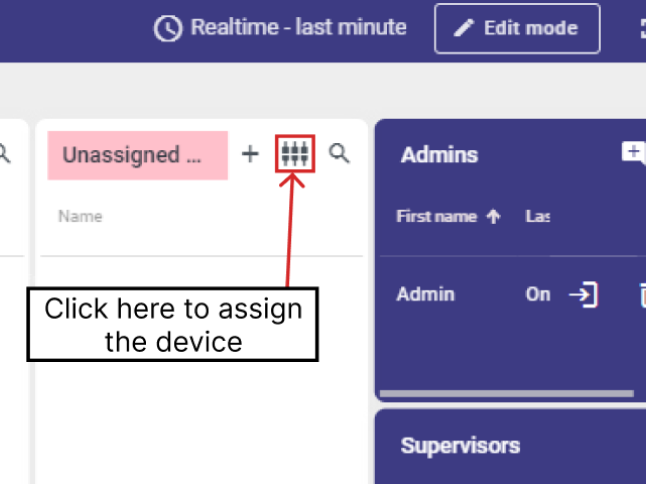 Realtime - last minute
Edit mode
Unassigned ...
Admins
Name
First name
Las
Admin
On
Click here to assign
the device
Supervisors